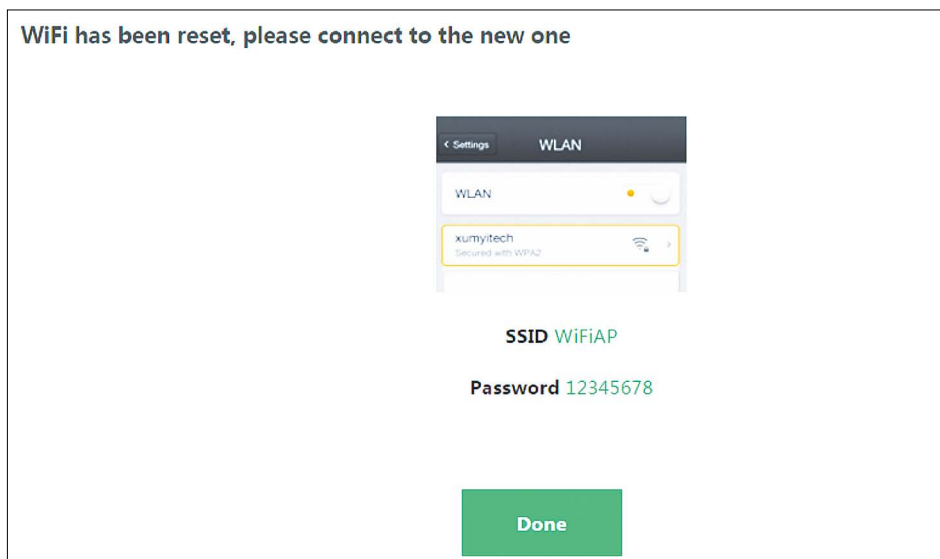 WiFi has been reset, please connect to the new one
< Settings WLAN
WLAN
xumyitech
Secured with WPA2
SSID WiFiAP
Password 12345678
Done